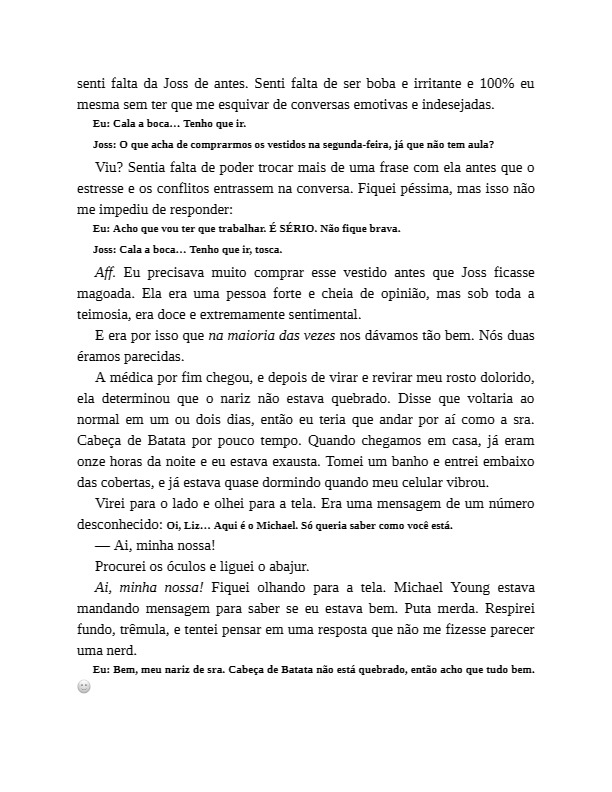 senti falta da Joss de antes. Senti falta de ser boba e irritante e 100% eu
mesma sem ter que me esquivar de conversas emotivas e indesejadas.
Eu: Cala a boca… Tenho que ir.
Joss: O que acha de comprarmos os vestidos na segunda-feira, já que não tem aula?
Viu? Sentia falta de poder trocar mais de uma frase com ela antes que o
estresse e os conflitos entrassem na conversa. Fiquei péssima, mas isso não
me impediu de responder:
Eu: Acho que vou ter que trabalhar. É SÉRIO. Não fique brava.
Joss: Cala a boca… Tenho que ir, tosca.
Aff. Eu precisava muito comprar esse vestido antes que Joss ficasse
magoada. Ela era uma pessoa forte e cheia de opinião, mas sob toda a
teimosia, era doce e extremamente sentimental.
E era por isso que na maioria das vezes nos dávamos tão bem. Nós duas
éramos parecidas.
A médica por fim chegou, e depois de virar e revirar meu rosto dolorido,
ela determinou que o nariz não estava quebrado. Disse que voltaria ao
normal em um ou dois dias, então eu teria que andar por aí como a sra.
Cabeça de Batata por pouco tempo. Quando chegamos em casa, já eram
onze horas da noite e eu estava exausta. Tomei um banho e entrei embaixo
das cobertas, e já estava quase dormindo quando meu celular vibrou.
Virei para o lado e olhei para a tela. Era uma mensagem de um número
desconhecido: Oi, Liz… Aqui é o Michael. Só queria saber como você está.
— Ai, minha nossa!
Procurei os óculos e liguei o abajur.
Ai, minha nossa! Fiquei olhando para a tela. Michael Young estava
mandando mensagem para saber se eu estava bem. Puta merda. Respirei
fundo, trêmula, e tentei pensar em uma resposta que não me fizesse parecer
uma nerd.
Eu: Bem, meu nariz de sra. Cabeça de Batata não está quebrado, então acho que tudo bem.